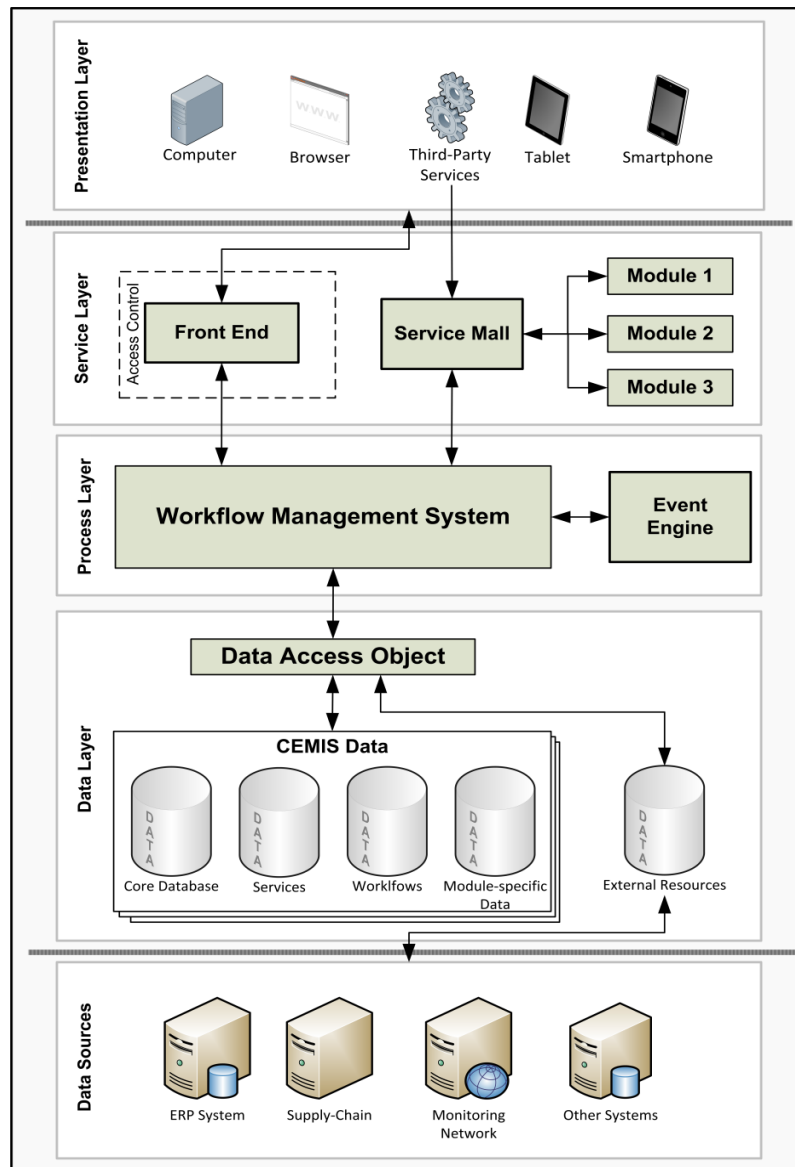 Presentation Layer
WWW
Computer
Browser
Third-Party
Services
Tablet
Smartphone
Service Layer
Access Control
Front End
Service Mall
Module 1
Module 2
Module 3
Process Layer
Workflow Management System
Event
Engine
Data Layer
Data Access Object
CEMIS Data
DATA
DATA
DATA
DATA
DATA
Core Database
Services
Worklfows
Module-specific
Data
External Resources
Data Sources
ERP System
Supply-Chain
Monitoring
Network
Other Systems